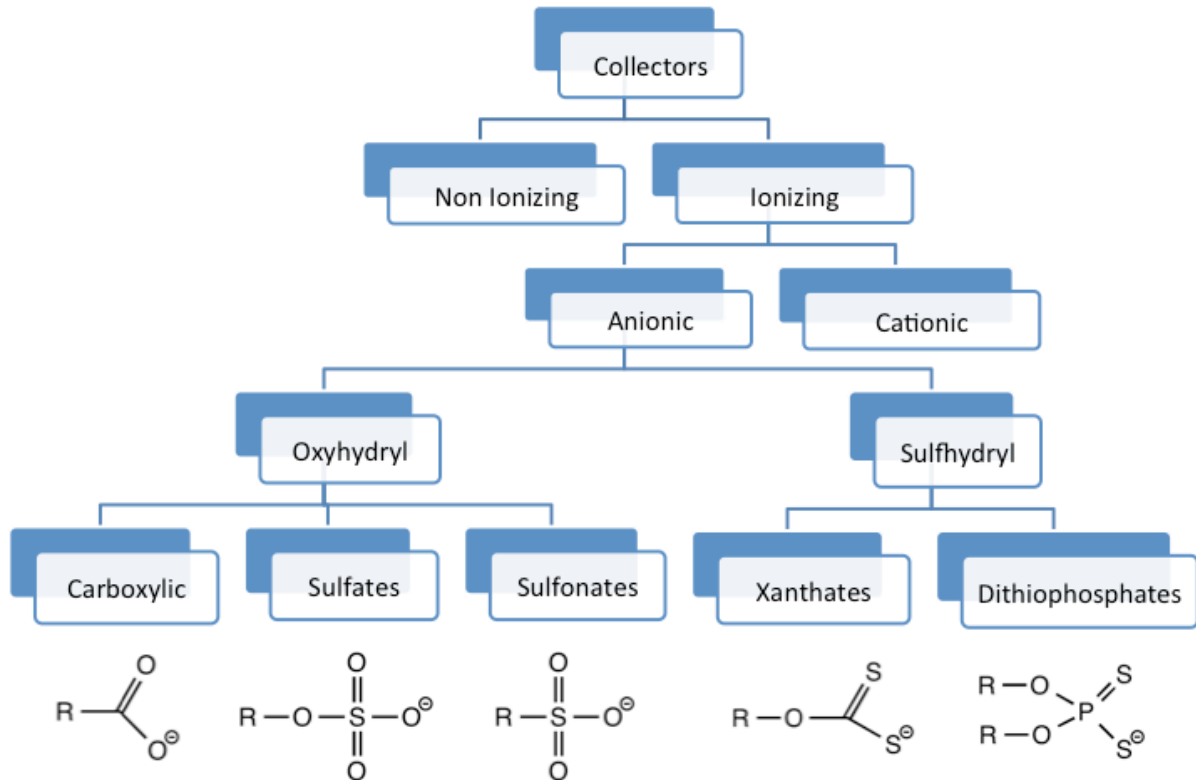 Collectors
Non Ionizing
Ionizing
Anionic
Cationic
Oxyhydryl
Sulfhydryl
Carboxylic
Sulfates
Sulfonates
Xanthates
Dithiophosphates
O
R
O⊖
O
R O S O⊖
O
O
R S O⊖
O
S
R O
S⊖
R O
S
P
R O
S⊖